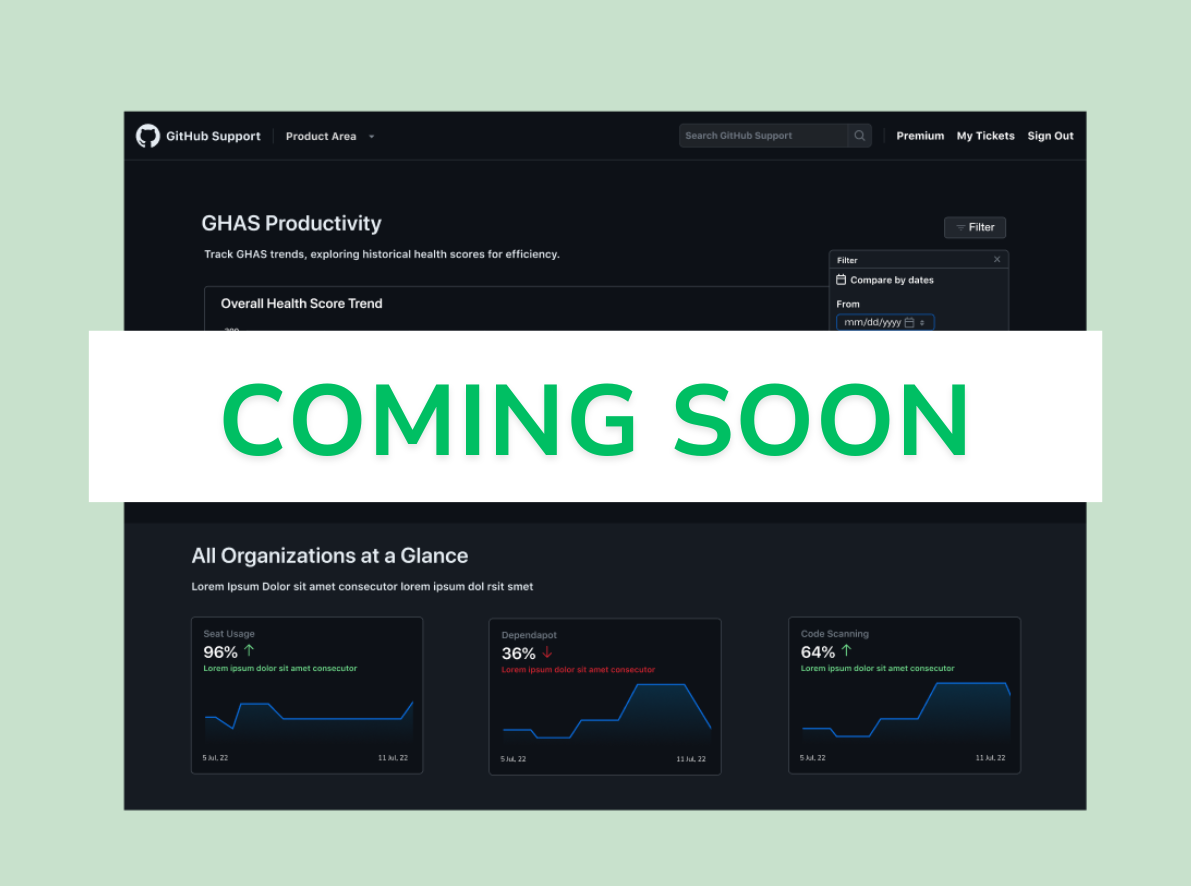 GitHub Support
Product Area
Search GitHub Support
Premium
My Tickets
Sign Out
GHAS Productivity
Filter
Track GHAS trends, exploring historical health scores for efficiency.
Filter
Compare by dates
Overall Health Score Trend
From
mm/dd/yyyy
COMING SOON
All Organizations at a Glance
Lorem Ipsum Dolor sit amet consecutor lorem ipsum dol rsit smet
Seat Usage
96%
Lorem ipsum dolor sit amet consecutor
5 Jul, 22
11 Jul, 22
Dependapot
36%
Lorem ipsum dolor sit amet consecutor
5 Jul, 22
11 Jul, 22
Code Scanning
64%
Lorem ipsum dolor sit amet consecutor
5 Jul, 22
11 Jul, 22